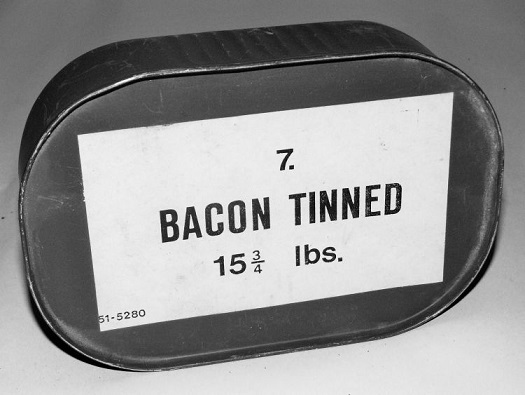 7.
BACON TINNED
15 3/4 lbs.
51-5280